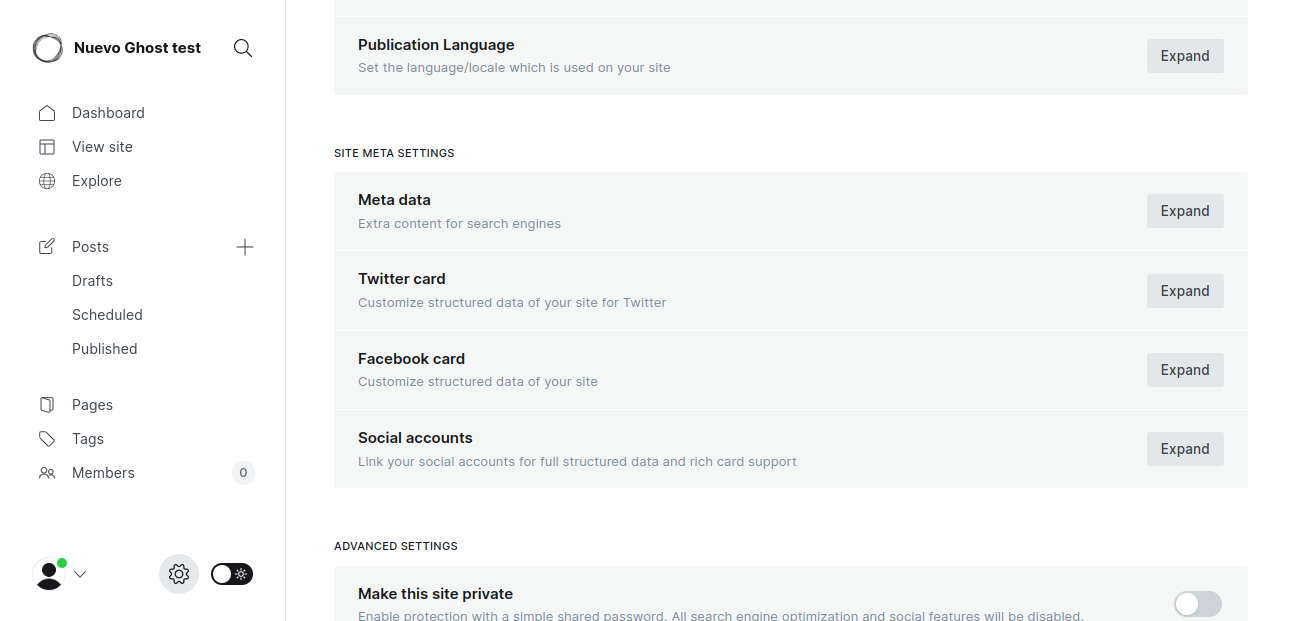 Nuevo Ghost test
Dashboard
View site
Explore
Posts
Drafts
Scheduled
Published
Pages
Tags
Members 0
Publication Language
Set the language/locale which is used on your site
Expand
SITE META SETTINGS
Meta data
Extra content for search engines
Expand
Twitter card
Customize structured data of your site for Twitter
Expand
Facebook card
Customize structured data of your site
Expand
Social accounts
Link your social accounts for full structured data and rich card support
Expand
ADVANCED SETTINGS
Make this site private
Enable protection with a simple shared password. All search engine optimization and social features will be disabled.